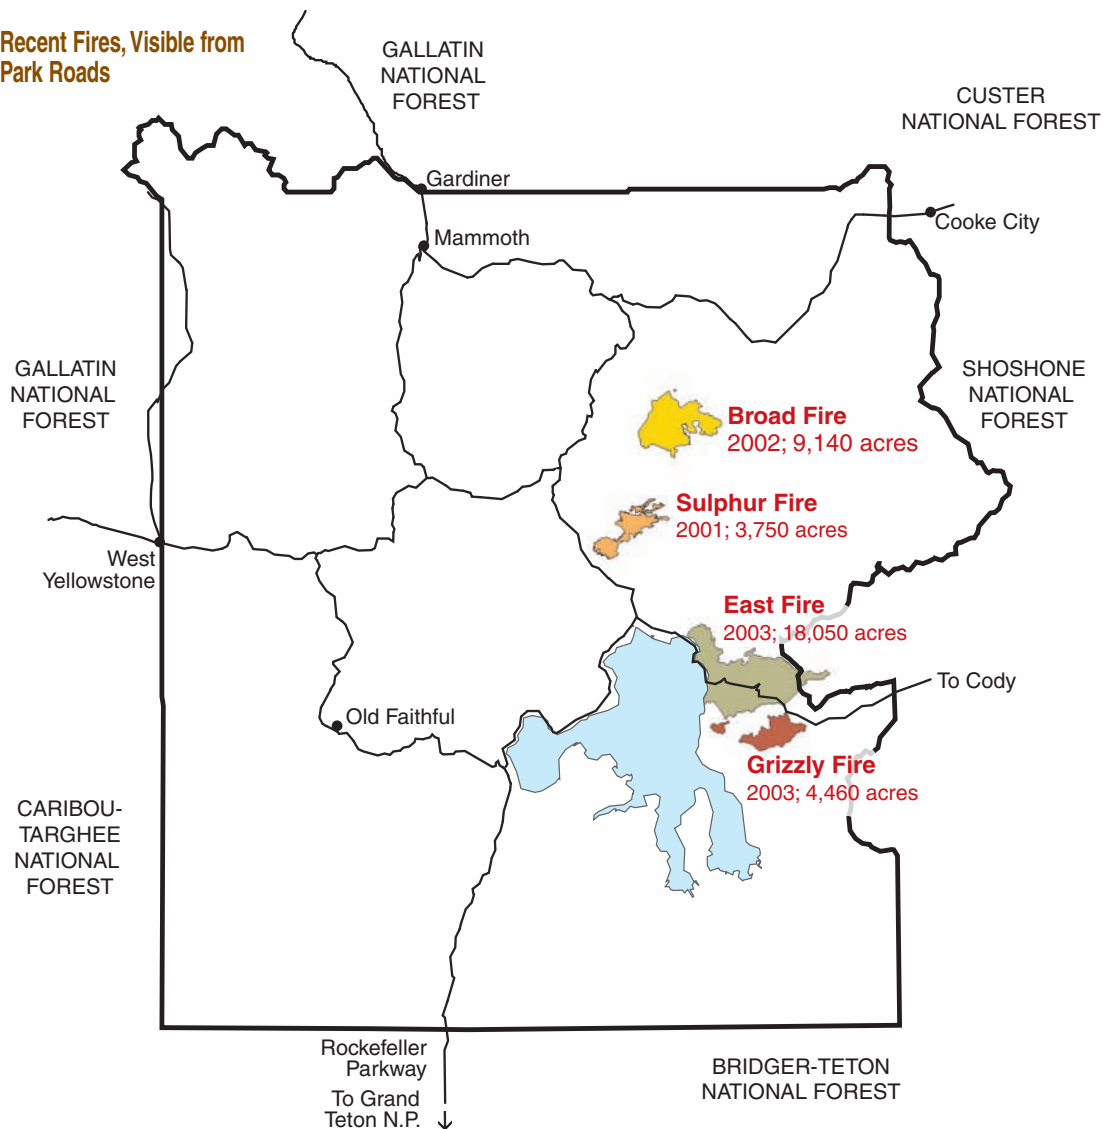 Recent Fires, Visible from
Park Roads
GALLATIN
NATIONAL
FOREST
CUSTER
NATIONAL FOREST
Gardiner
Cooke City
Mammoth
GALLATIN
NATIONAL
FOREST
SHOSHONE
NATIONAL
FOREST
Broad Fire
2002; 9,140 acres
Sulphur Fire
2001; 3,750 acres
West
Yellowstone
East Fire
2003; 18,050 acres
To Cody
Old Faithful
Grizzly Fire
2003; 4,460 acres
CARIBOU-
TARGHEE
NATIONAL
FOREST
Rockefeller
Parkway
To Grand
Teton N.P.
BRIDGER-TETON
NATIONAL FOREST